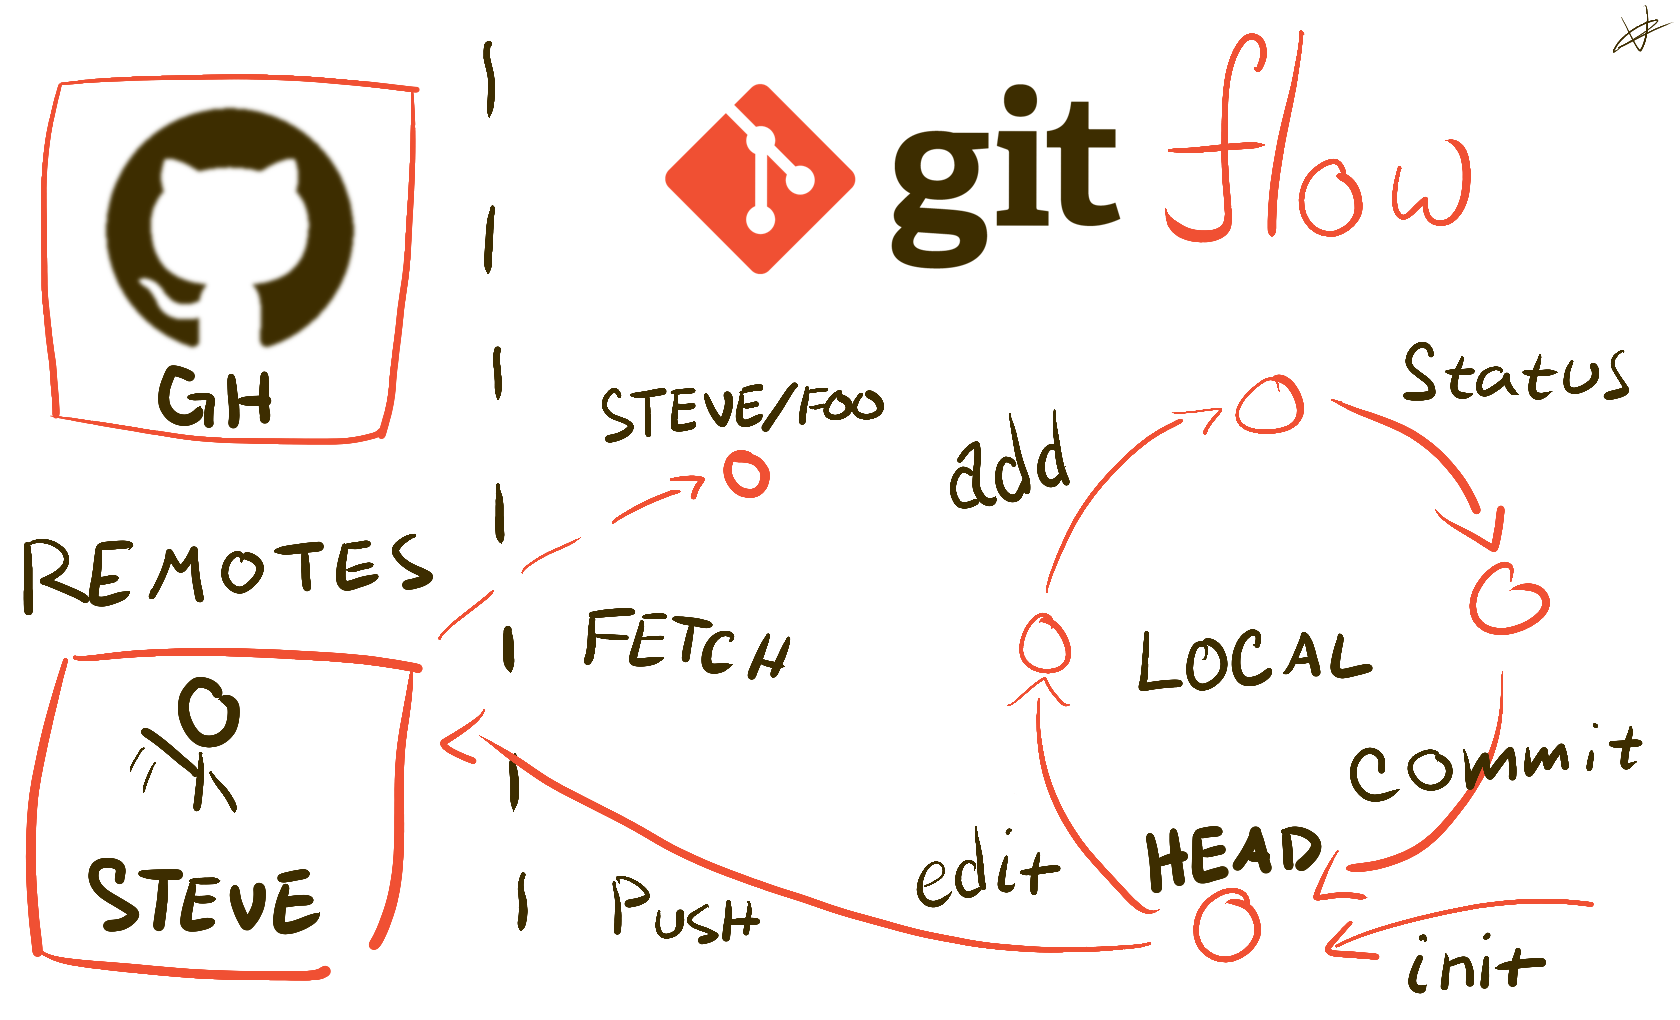 git flow
GH
STEVE/FOO
Status
add
REMOTES
FETCH
LOCAL
commit
HEAD
edit
STEVE
PUSH
init